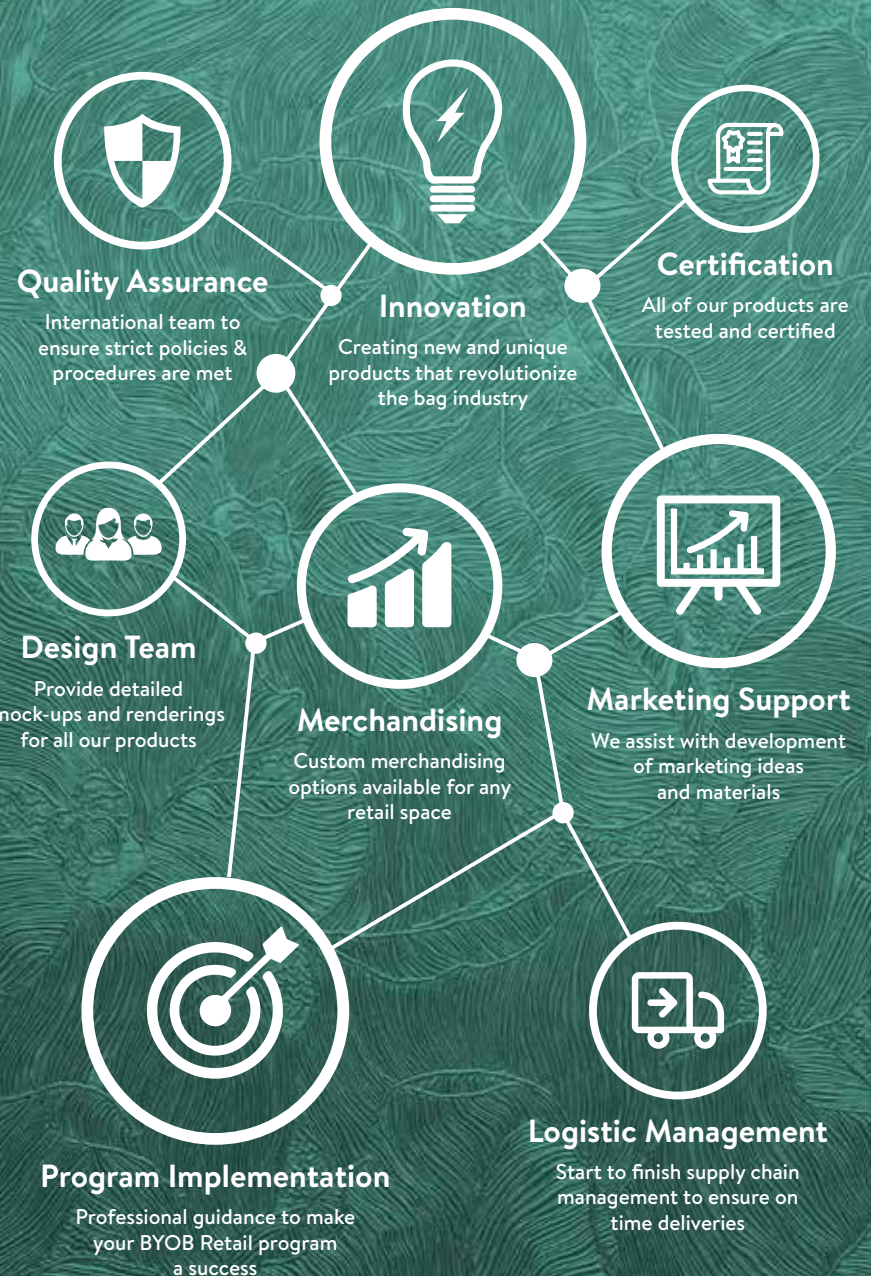 Quality Assurance
International team to
ensure strict policies &
procedures are met
Innovation
Creating new and unique
products that revolutionize
the bag industry
Certification
All of our products are
tested and certified
Design Team
Provide detailed
mock-ups and renderings
for all our products
Merchandising
Custom merchandising
options available for any
retail space
Marketing Support
We assist with development
of marketing ideas
and materials
Program Implementation
Professional guidance to make
your BYOB Retail program
a success
Logistic Management
Start to finish supply chain
management to ensure on
time deliveries